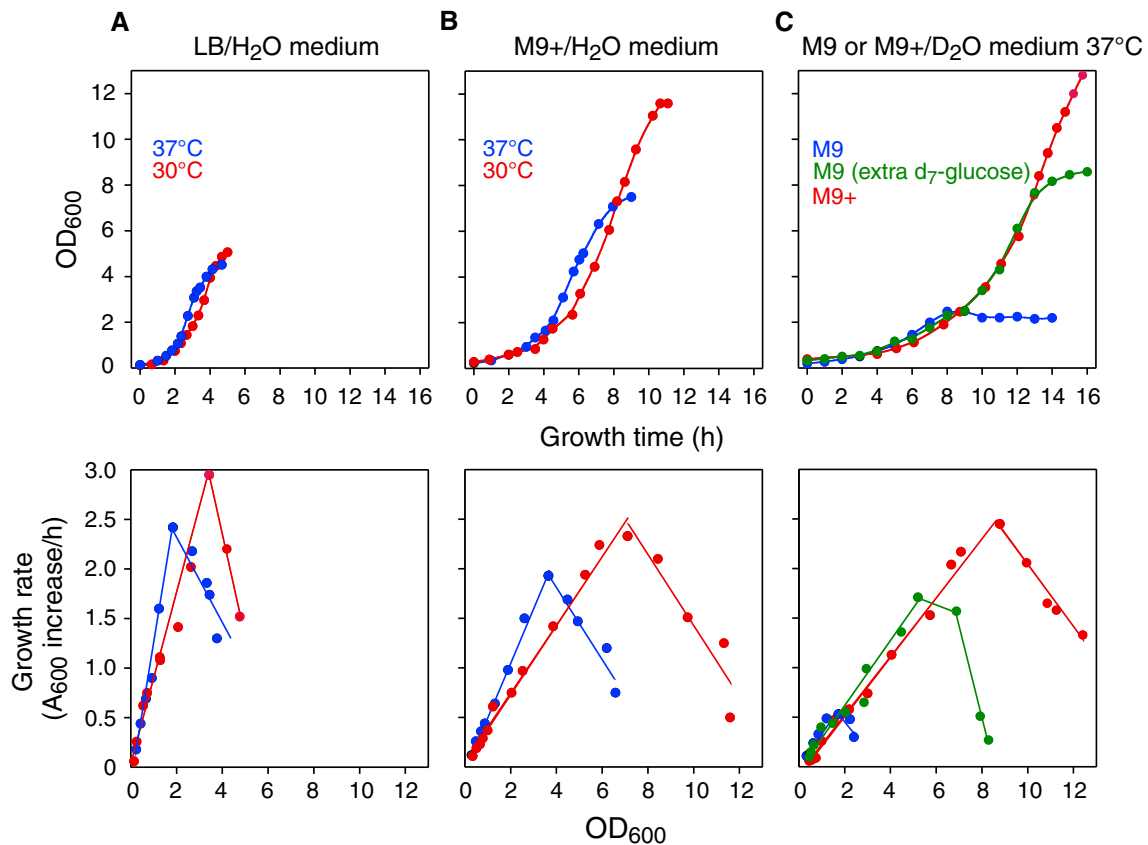 A
B
C
LB/H2O medium
M9+/H2O medium
M9 or M9+/D2O medium 37°C
OD600
12
10
8
6
4
2
0
37°C
30°C
37°C
30°C
M9
M9 (extra d7-glucose)
M9+
0 2 4 6 8 10 12 14 16
0 2 4 6 8 10 12 14 16
0 2 4 6 8 10 12 14 16
Growth time (h)
Growth rate
(A600 increase/h)
3.0
2.5
2.0
1.5
1.0
0.5
0
0 2 4 6 8 10 12
0 2 4 6 8 10 12
0 2 4 6 8 10 12
OD600